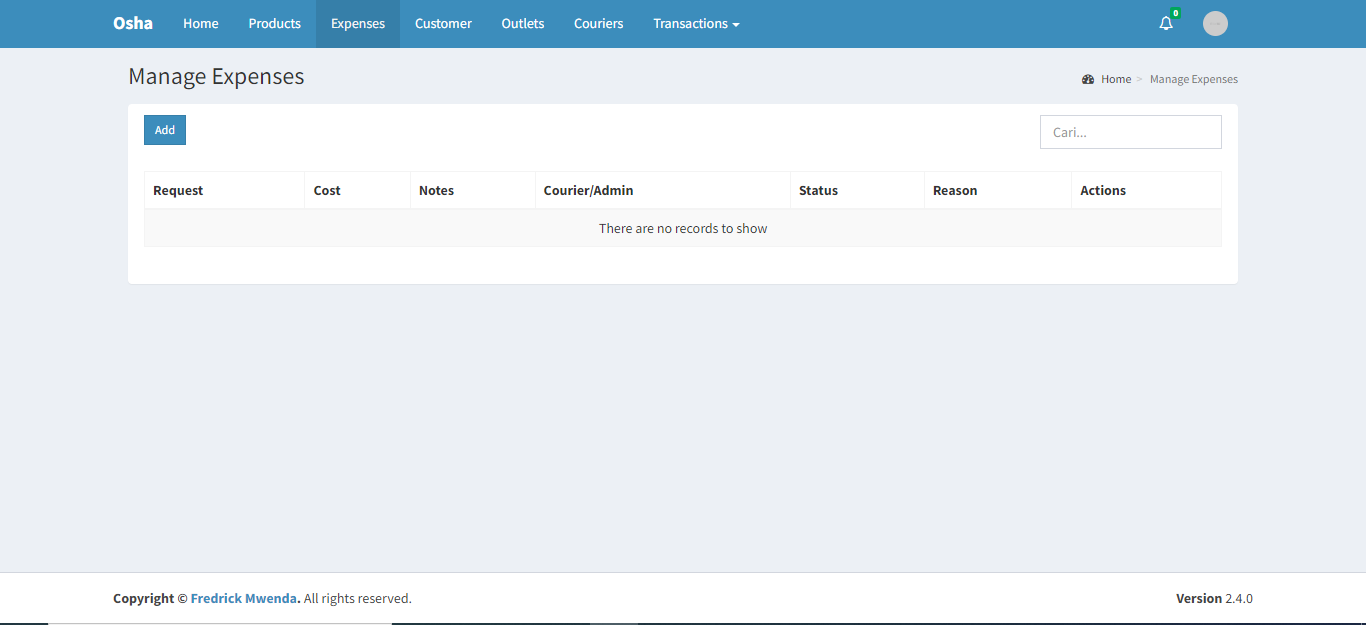 Osha Home Products Expenses Customer Outlets Couriers Transactions 0
Manage Expenses Home > Manage Expenses
Add Cari...
Request Cost Notes Courier/Admin Status Reason Actions
There are no records to show
Copyright © Fredrick Mwenda. All rights reserved. Version 2.4.0